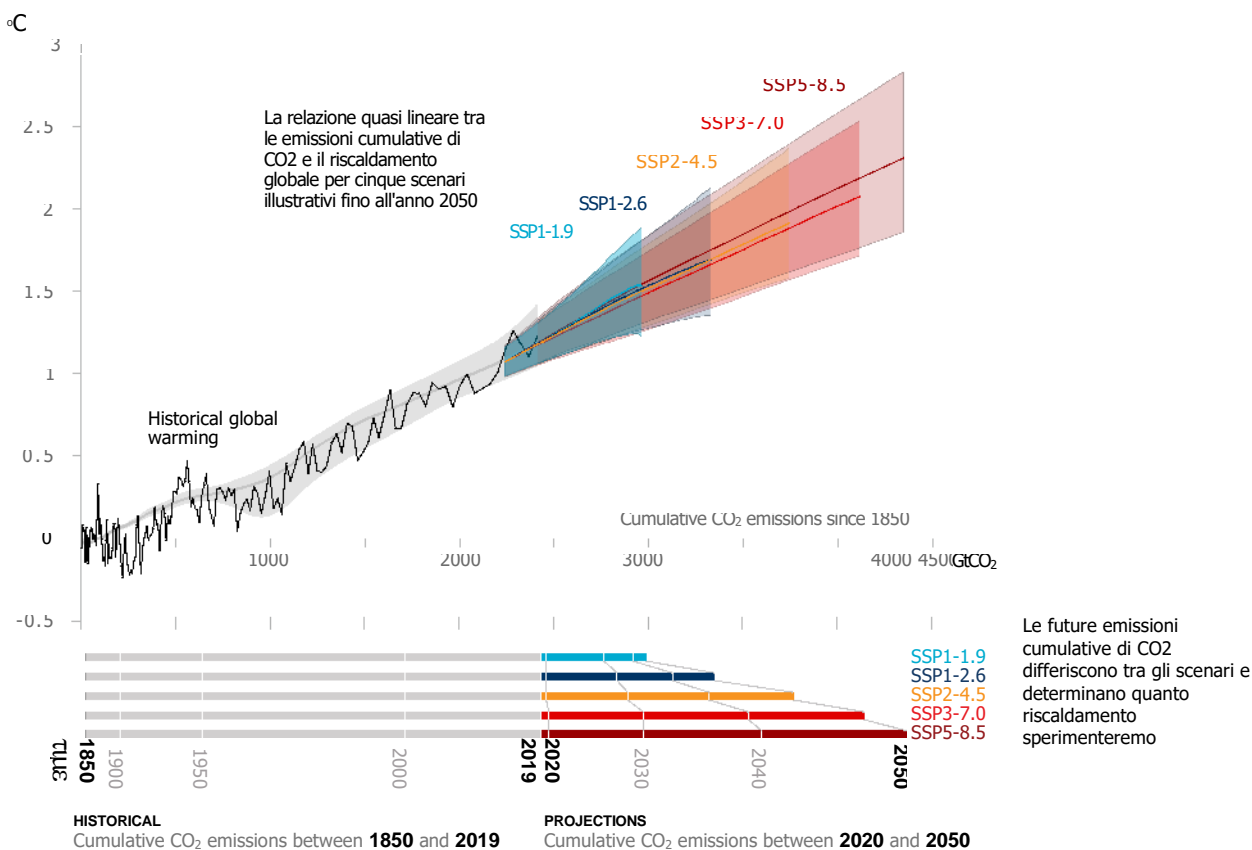 °C
3
SSP5-8.5
La relazione quasi lineare tra
le emissioni cumulative di
CO2 e il riscaldamento
globale per cinque scenari
illustrativi fino all'anno 2050
2.5
SSP3-7.0
SSP2-4.5
2
SSP1-2.6
SSP1-1.9
1.5
1
Historical global
warming
0.5
Cumulative CO₂ emissions since 1850
0
1000
2000
3000
4000
4500
GtCO₂
-0.5
Le future emissioni
cumulative di CO2
differiscono tra gli scenari e
determinano quanto
riscaldamento
sperimenteremo
SSP1-1.9
SSP1-2.6
SSP2-4.5
SSP3-7.0
SSP5-8.5
1850
1900
1950
2000
2019
2020
2030
2040
2050
HISTORICAL
Cumulative CO₂ emissions between 1850 and 2019
PROJECTIONS
Cumulative CO₂ emissions between 2020 and 2050